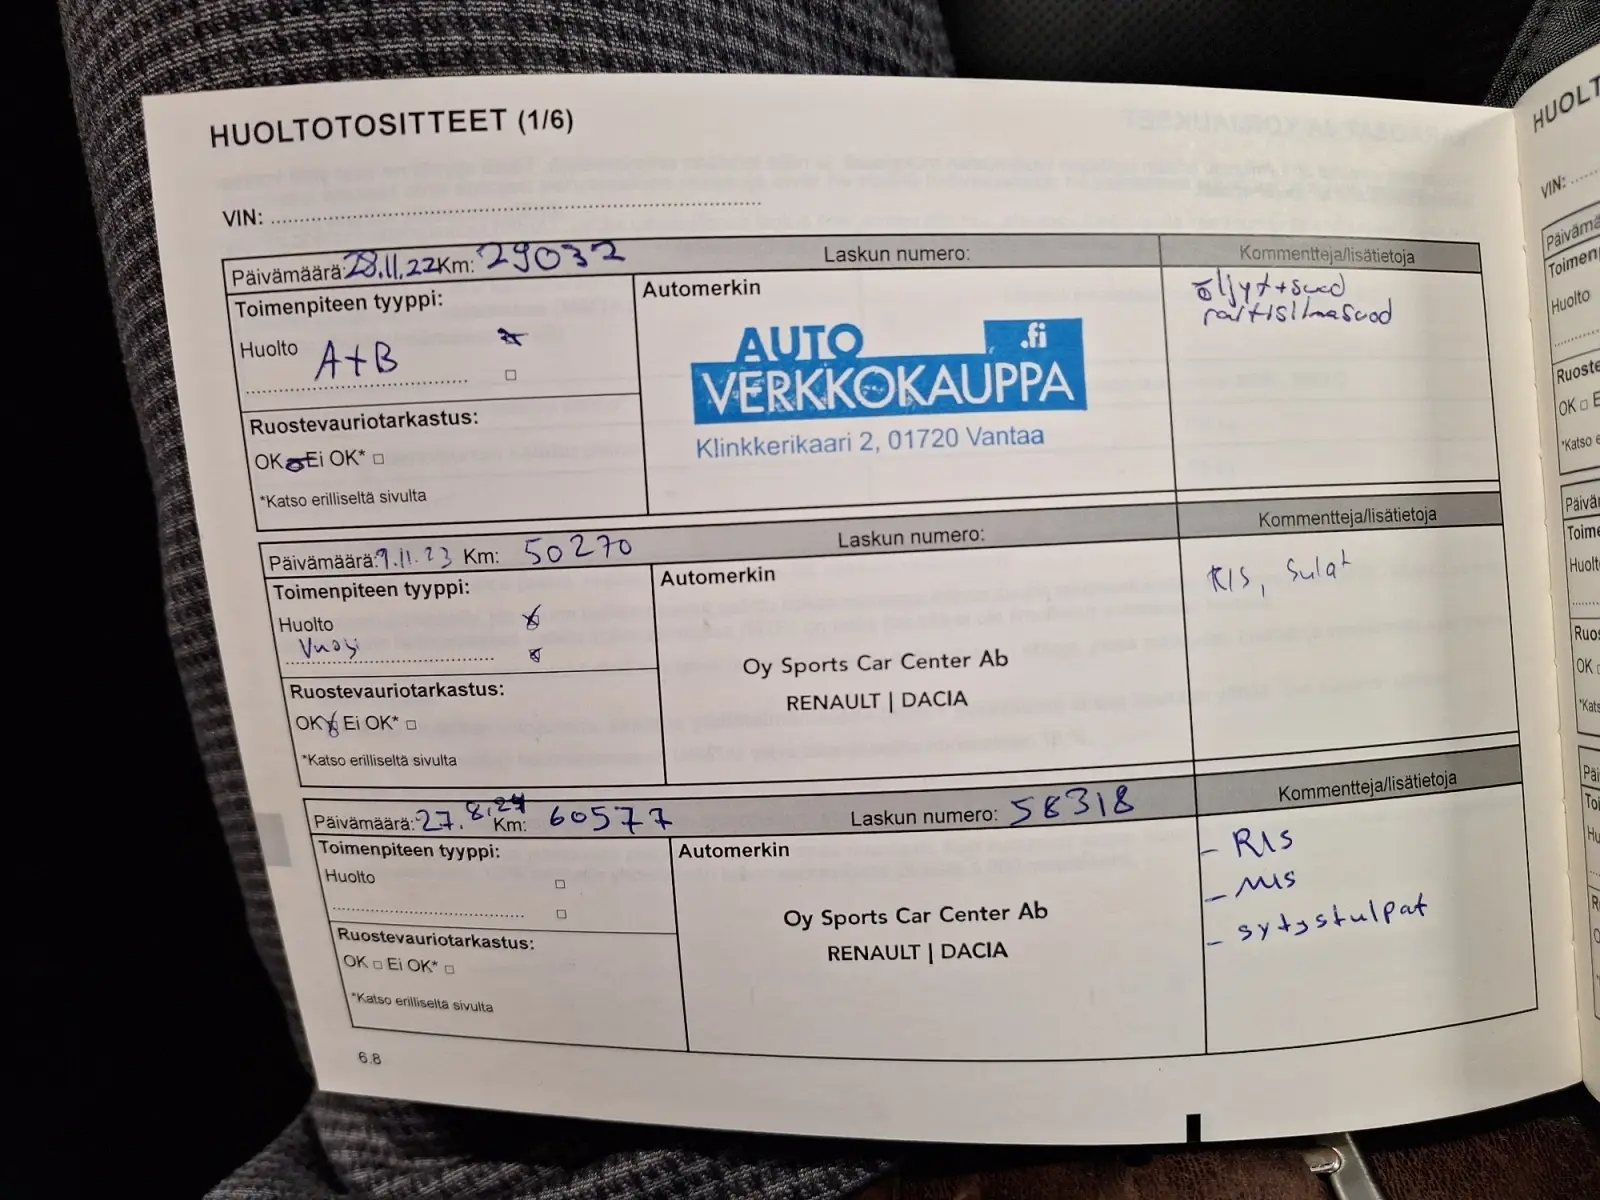 HUOLTOTOSITTEET (1/6)
VIN:
Päivämäärä: 28.11.22 Km: 29032 Laskun numero: Kommentteja/lisätietoja
Toimenpiteen tyyppi:
Huolto A+B
Automerkin
AUTO .fi
VERKKOKAUPPA
Klinkkerikaari 2, 01720 Vantaa
öljyt+suod
raitisilmasuod
Ruostevauriotarkastus:
OK Ei OK* □
*Katso erilliseltä sivulta
Päivämäärä: 9.11.23 Km: 50270 Laskun numero: Kommentteja/lisätietoja
Toimenpiteen tyyppi:
Huolto
Vuosi
Automerkin
Oy Sports Car Center Ab
RENAULT | DACIA
RIS, Sulat
Ruostevauriotarkastus:
OK Ei OK* □
*Katso erilliseltä sivulta
Päivämäärä: 27.8.24 Km: 60577 Laskun numero: 58318 Kommentteja/lisätietoja
Toimenpiteen tyyppi:
Huolto □
□
Automerkin
Oy Sports Car Center Ab
RENAULT | DACIA
- RIS
- MIS
- sytystulpat
Ruostevauriotarkastus:
OK □ Ei OK* □
*Katso erilliseltä sivulta
6.8
HUOLT
VIN:
Toimen
Huolto